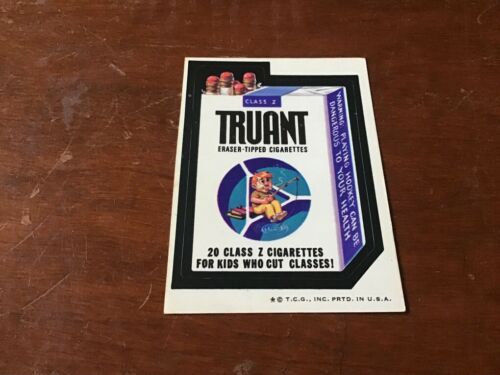 CLASS Z
TRUANT
ERASER-TIPPED CIGARETTES
20 CLASS Z CIGARETTES
FOR KIDS WHO CUT CLASSES!
WARNING: PLAYING HOOKEY CAN BE
DANGEROUS TO YOUR HEALTH
★ © T.C.G., INC. PRTD. IN U.S.A.